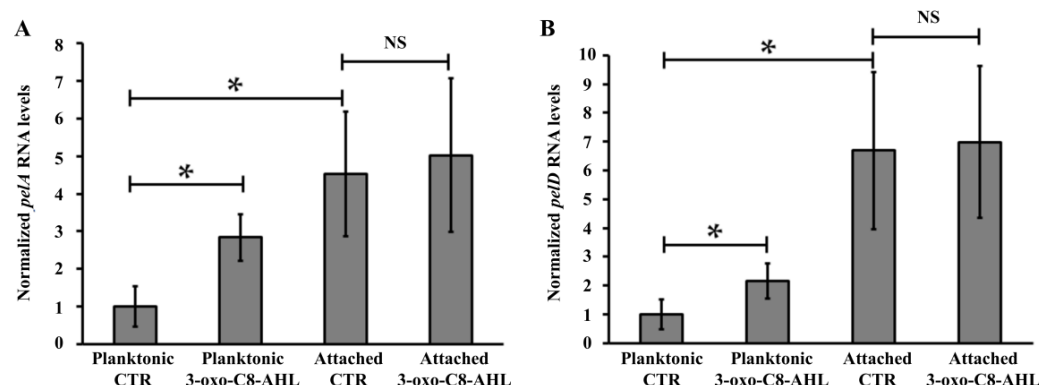 A
Normalized pelA RNA levels
8
7
6
5
4
3
2
1
0
*
*
NS
Planktonic CTR
Planktonic 3-oxo-C8-AHL
Attached CTR
Attached 3-oxo-C8-AHL
B
Normalized pelD RNA levels
10
9
8
7
6
5
4
3
2
1
0
*
*
NS
Planktonic CTR
Planktonic 3-oxo-C8-AHL
Attached CTR
Attached 3-oxo-C8-AHL